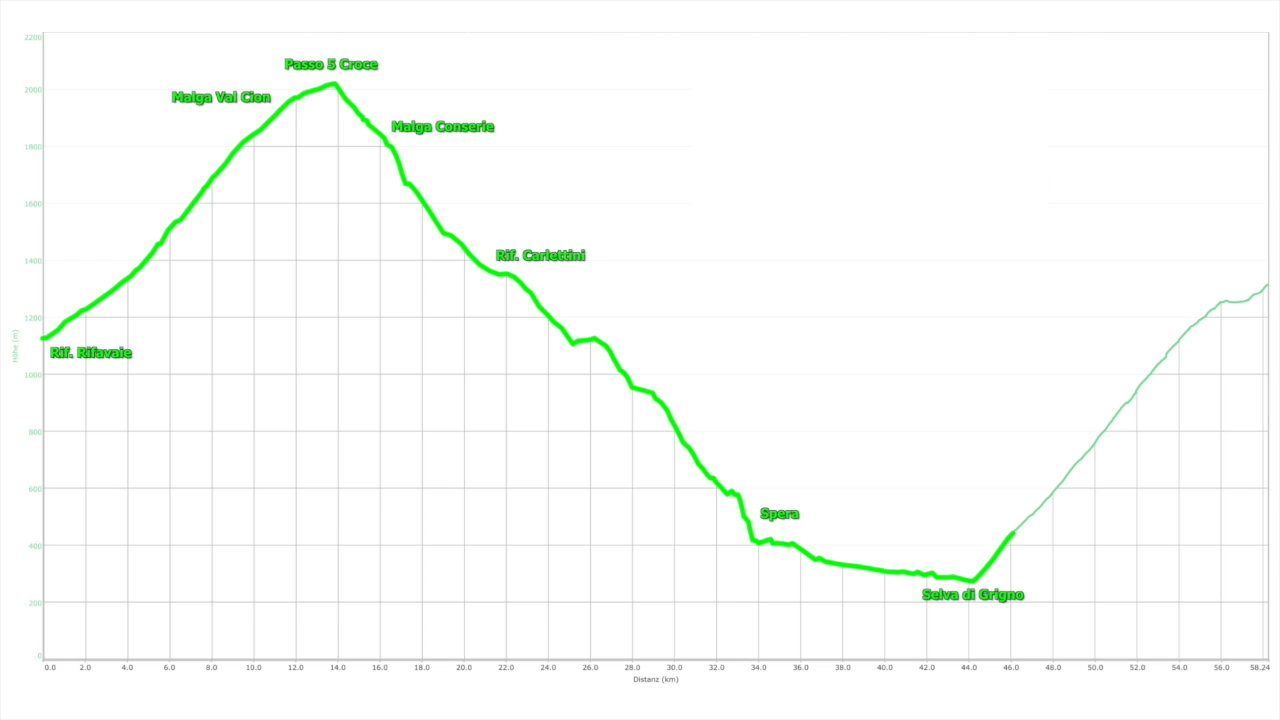 Passo 5 Croce
Malga Val Cion
Malga Conserie
Rif. Carlettini
Rif. Rifavaie
Spera
Selva di Grigno
2200
2000
1800
1600
1400
1200
1000
800
600
400
200
0
Höhe (m)
0.0 2.0 4.0 6.0 8.0 10.0 12.0 14.0 16.0 18.0 20.0 22.0 24.0 26.0 28.0 30.0 32.0 34.0 36.0 38.0 40.0 42.0 44.0 46.0 48.0 50.0 52.0 54.0 56.0 58.24
Distanz (km)